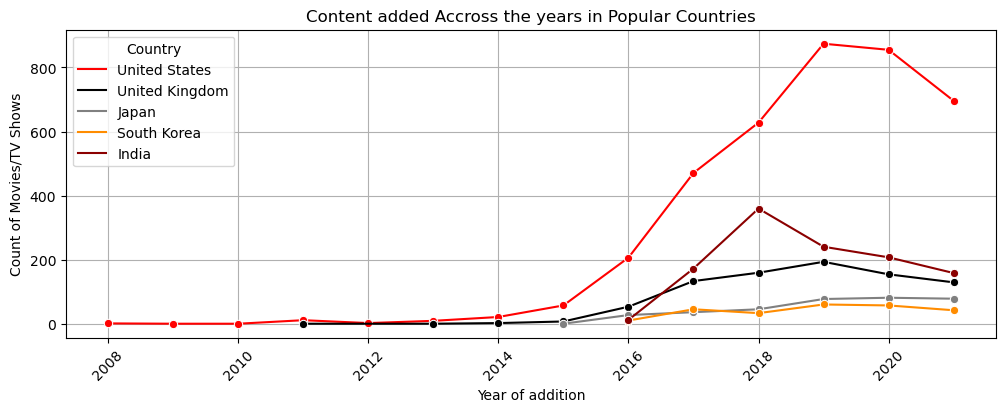 Content added Accross the years in Popular Countries
Country
United States
United Kingdom
Japan
South Korea
India
Count of Movies/TV Shows
800
600
400
200
0
2008
2010
2012
2014
2016
2018
2020
Year of addition